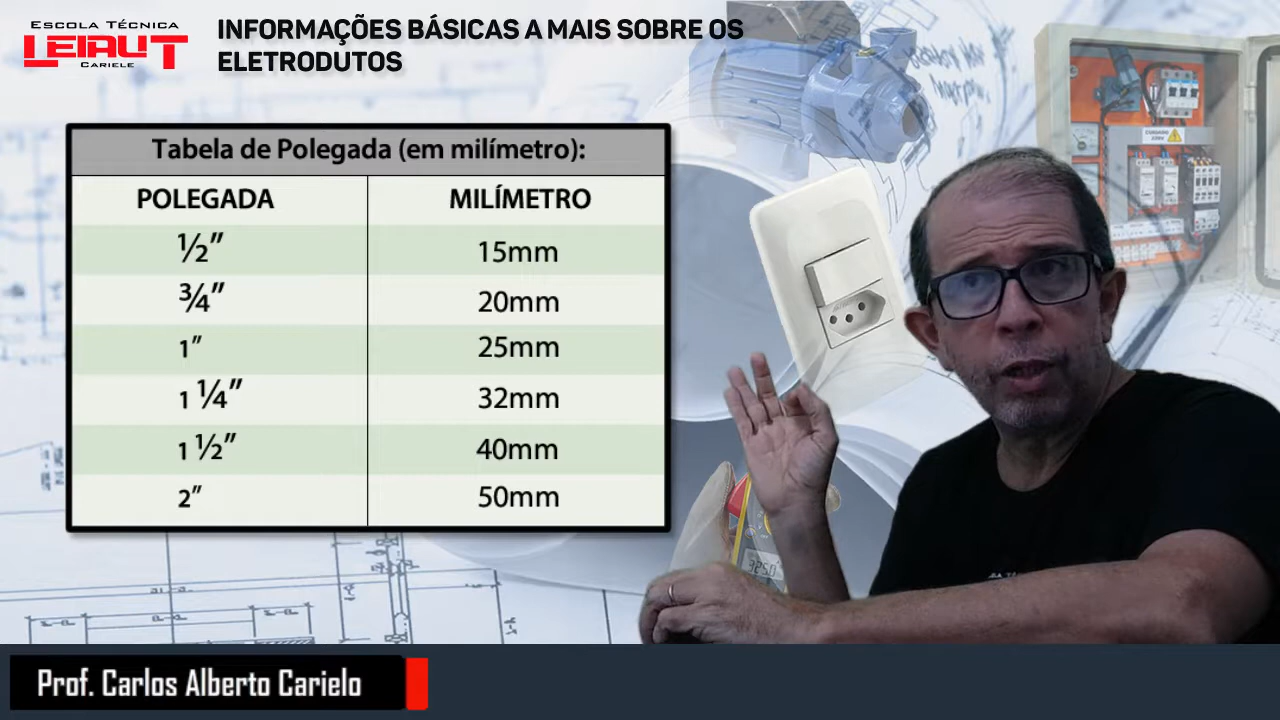 ESCOLA TÉCNICA
LEIAUT
CARIELE
INFORMAÇÕES BÁSICAS A MAIS SOBRE OS
ELETRODUTOS
Tabela de Polegada (em milímetro):
POLEGADA MILÍMETRO
½” 15mm
¾” 20mm
1” 25mm
1 ¼” 32mm
1 ½” 40mm
2” 50mm
Prof. Carlos Alberto Carielo